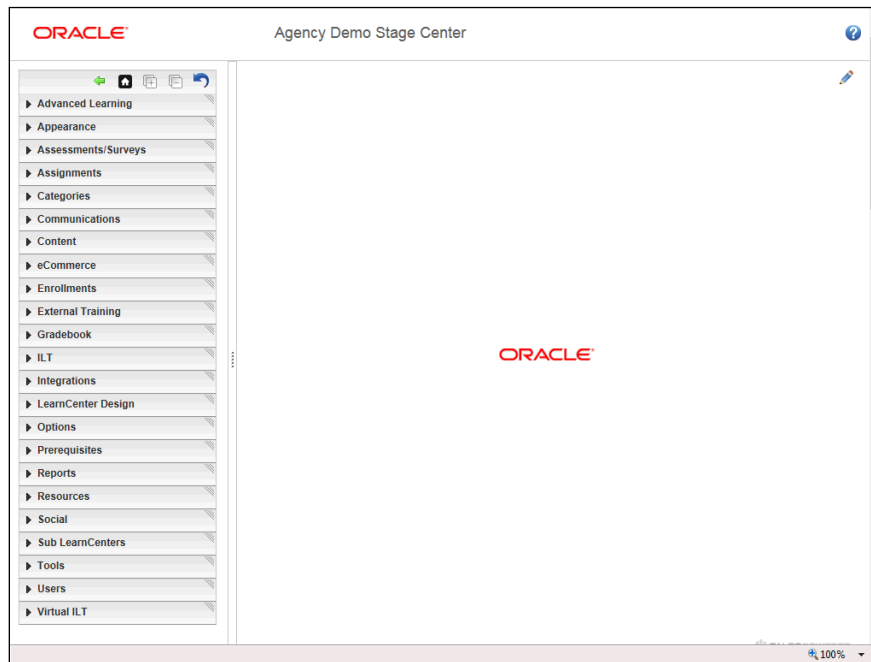 ORACLE
Agency Demo Stage Center
Advanced Learning
Appearance
Assessments/Surveys
Assignments
Categories
Communications
Content
eCommerce
Enrollments
External Training
Gradebook
ILT
Integrations
LearnCenter Design
Options
Prerequisites
Reports
Resources
Social
Sub LearnCenters
Tools
Users
Virtual ILT
ORACLE
100%